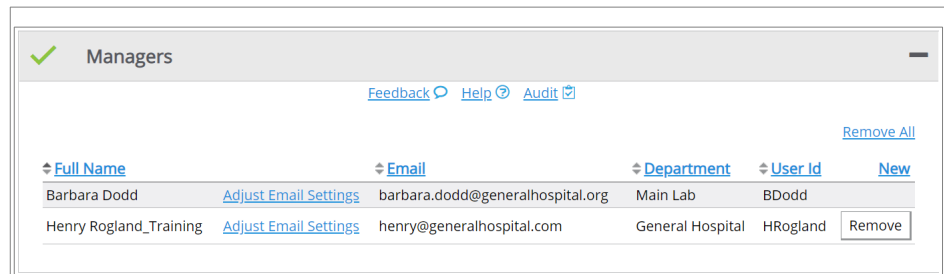 Managers
Feedback Help Audit
Remove All
Full Name Email Department User Id New
Barbara Dodd Adjust Email Settings barbara.dodd@generalhospital.org Main Lab BDodd
Henry Rogland_Training Adjust Email Settings henry@generalhospital.com General Hospital HRogland Remove